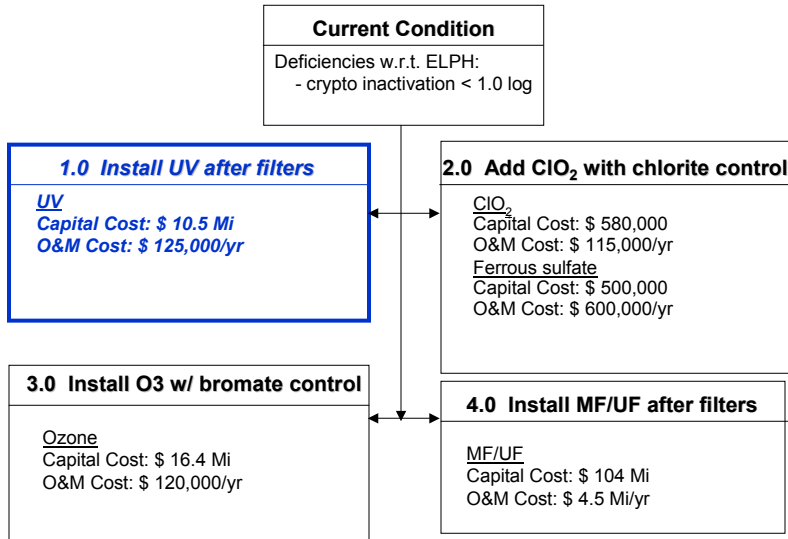 Current Condition
Deficiencies w.r.t. ELPH:
- crypto inactivation < 1.0 log
1.0 Install UV after filters
UV
Capital Cost: $ 10.5 Mi
O&M Cost: $ 125,000/yr
2.0 Add ClO₂ with chlorite control
ClO₂
Capital Cost: $ 580,000
O&M Cost: $ 115,000/yr
Ferrous sulfate
Capital Cost: $ 500,000
O&M Cost: $ 600,000/yr
3.0 Install O3 w/ bromate control
Ozone
Capital Cost: $ 16.4 Mi
O&M Cost: $ 120,000/yr
4.0 Install MF/UF after filters
MF/UF
Capital Cost: $ 104 Mi
O&M Cost: $ 4.5 Mi/yr